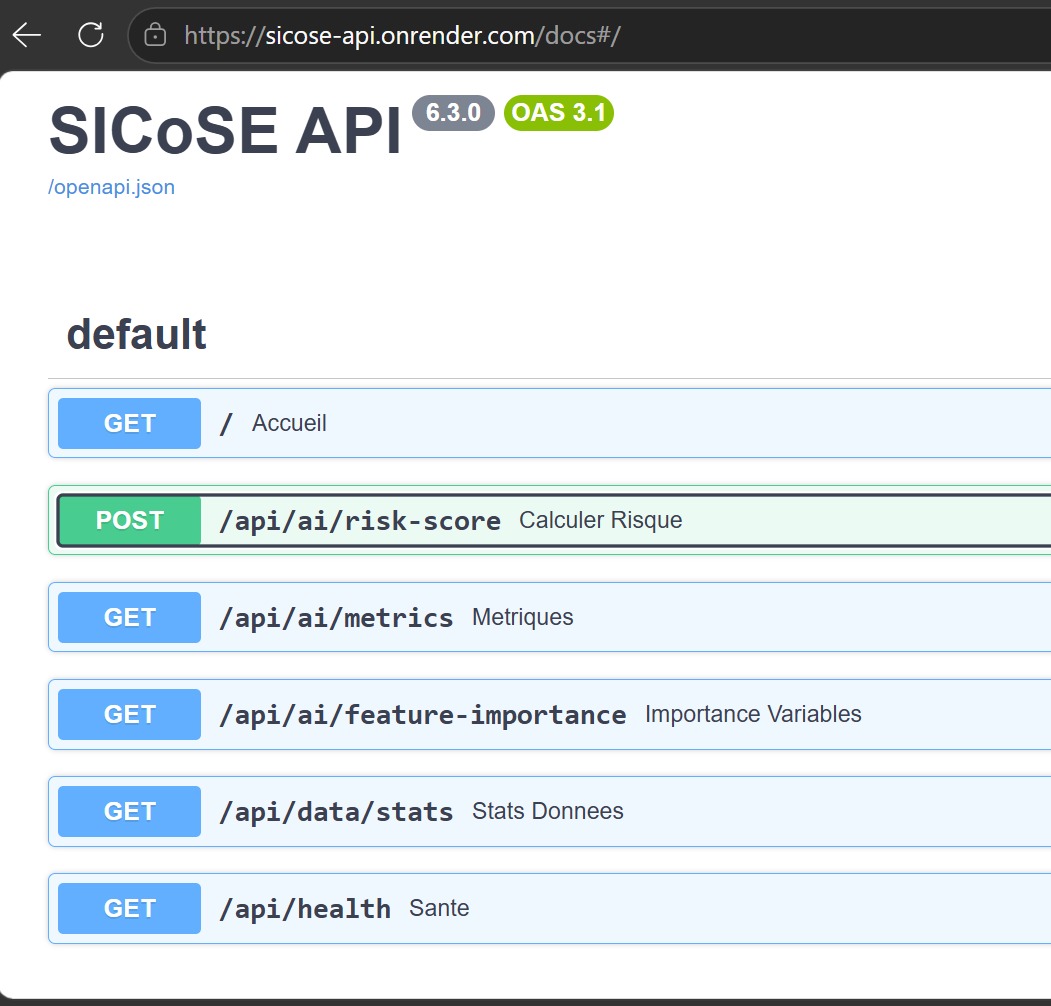 https://sicose-api.onrender.com/docs#/
SICoSE API 6.3.0 OAS 3.1
/openapi.json
default
GET / Accueil
POST /api/ai/risk-score Calculer Risque
GET /api/ai/metrics Metriques
GET /api/ai/feature-importance Importance Variables
GET /api/data/stats Stats Donnees
GET /api/health Sante